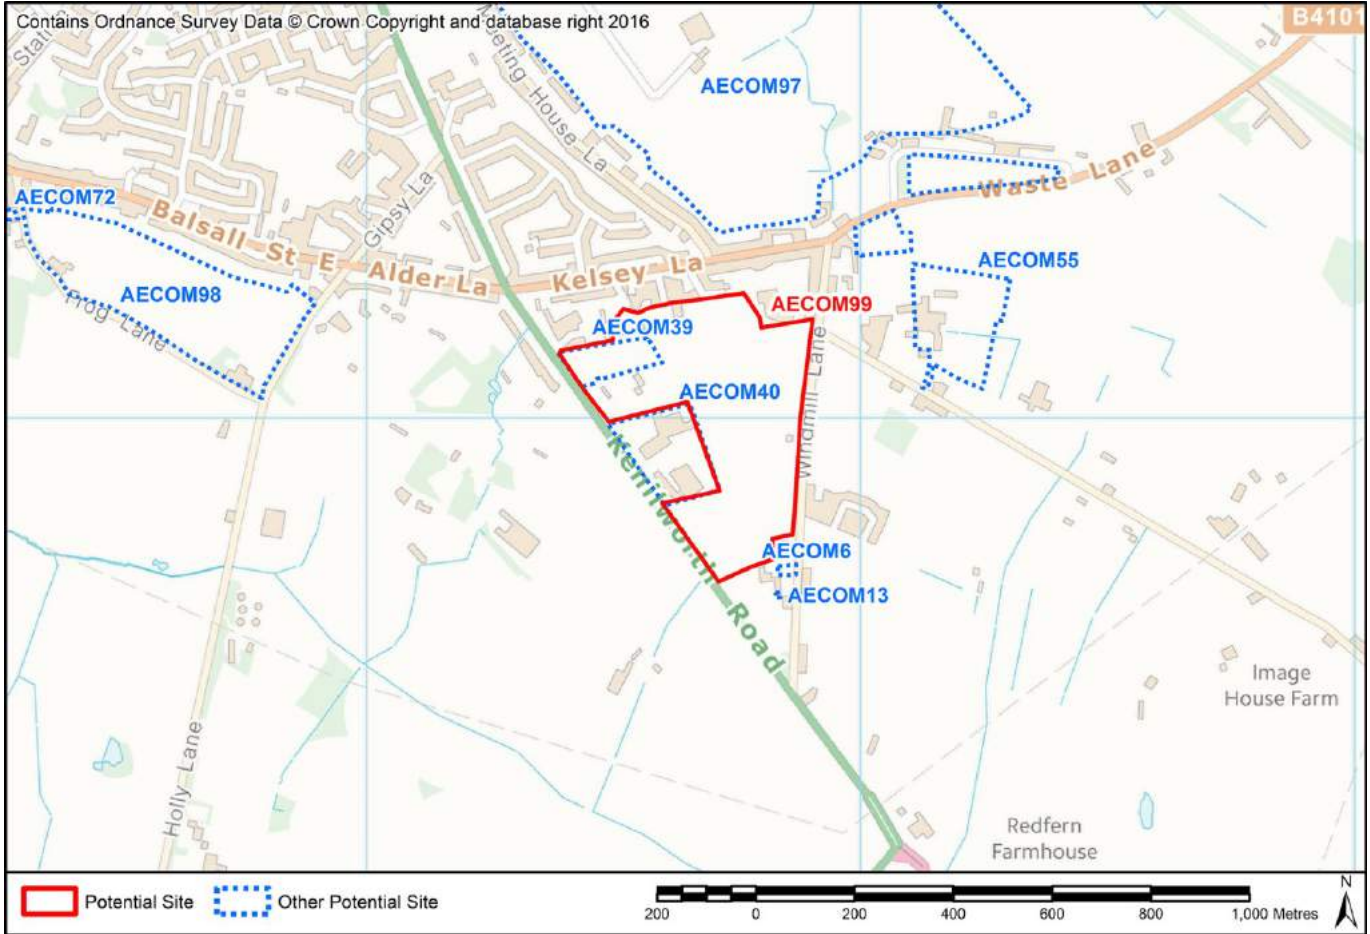 Contains Ordnance Survey Data © Crown Copyright and database right 2016
B4101
Meeting House La
AECOM97
Gipsy La
Waste Lane
AECOM72
Balsall St E
Alder La
Kelsey La
AECOM55
AECOM98
Frog Lane
AECOM99
AECOM39
AECOM40
Windmill Lane
Kenilworth Road
AECOM6
AECOM13
Holly Lane
Image
House Farm
Redfern
Farmhouse
Potential Site
Other Potential Site
200 0 200 400 600 800 1,000 Metres
N